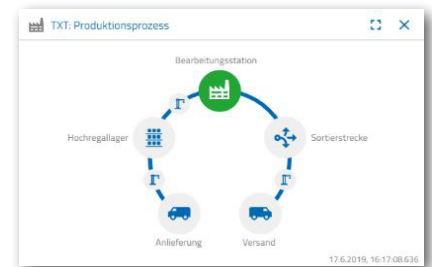 TXT: Produktionsprozess
Bearbeitungsstation
Hochregallager
Sortierstrecke
Anlieferung
Versand
17.6.2019, 16:17:08.636